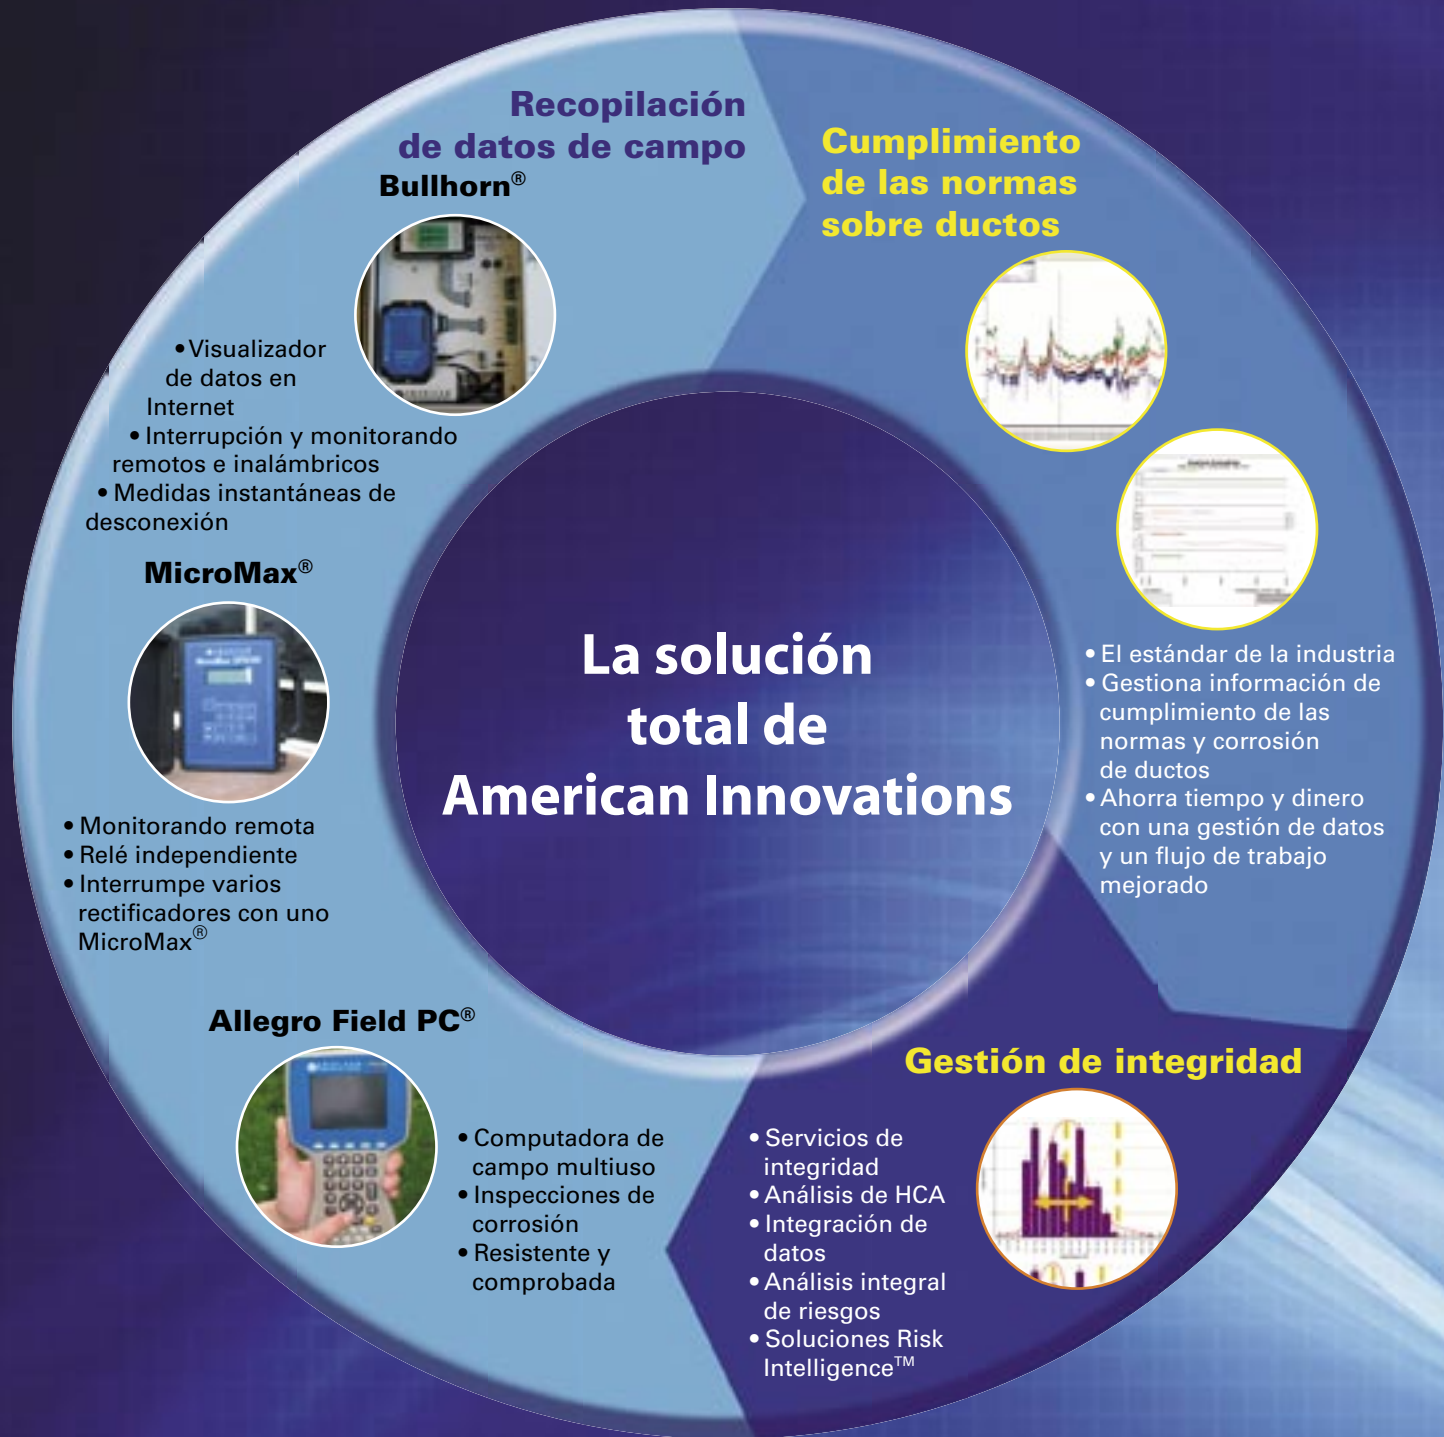 Recopilación
de datos de campo
Bullhorn®
• Visualizador
de datos en
Internet
• Interrupción y monitorando
remotos e inalámbricos
• Medidas instantáneas de
desconexión
MicroMax®
• Monitorando remota
• Relé independiente
• Interrumpe varios
rectificadores con uno
MicroMax®
Allegro Field PC®
• Computadora de
campo multiuso
• Inspecciones de
corrosión
• Resistente y
comprobada
Cumplimiento
de las normas
sobre ductos
• El estándar de la industria
• Gestiona información de
cumplimiento de las
normas y corrosión
de ductos
• Ahorra tiempo y dinero
con una gestión de datos
y un flujo de trabajo
mejorado
Gestión de integridad
• Servicios de
integridad
• Análisis de HCA
• Integración de
datos
• Análisis integral
de riesgos
• Soluciones Risk
Intelligence™
La solución
total de
American Innovations